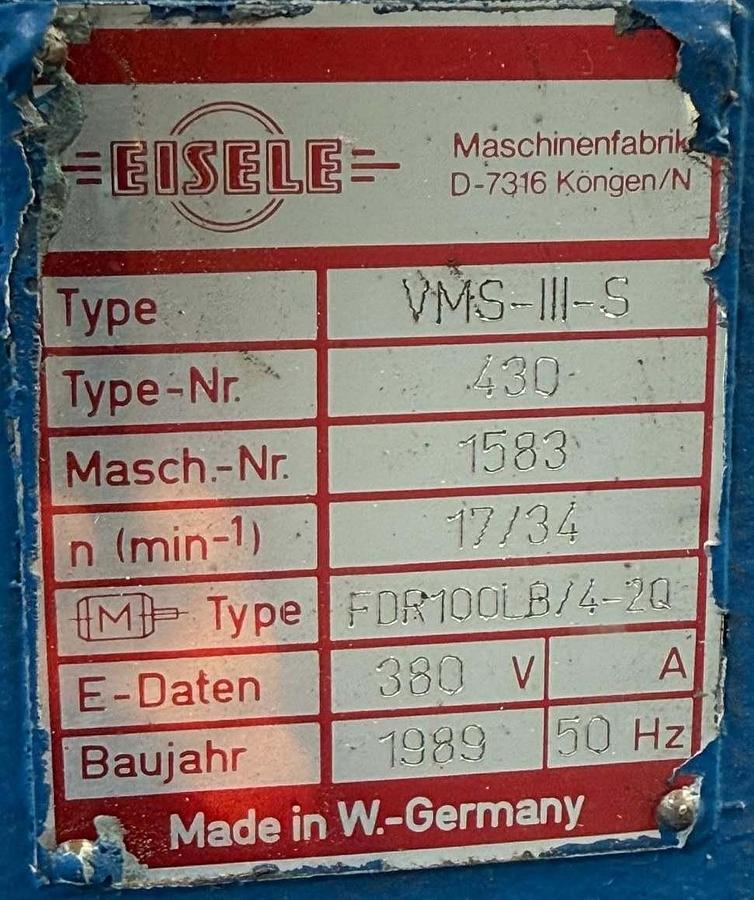 EISELE
Maschinenfabrik
D-7316 Köngen/N
Type VMS-III-S
Type-Nr. 430
Masch.-Nr. 1583
n (min-1) 17/34
M Type FDR100LB/4-2Q
E-Daten 380 V A
Baujahr 1989 50 Hz
Made in W.-Germany